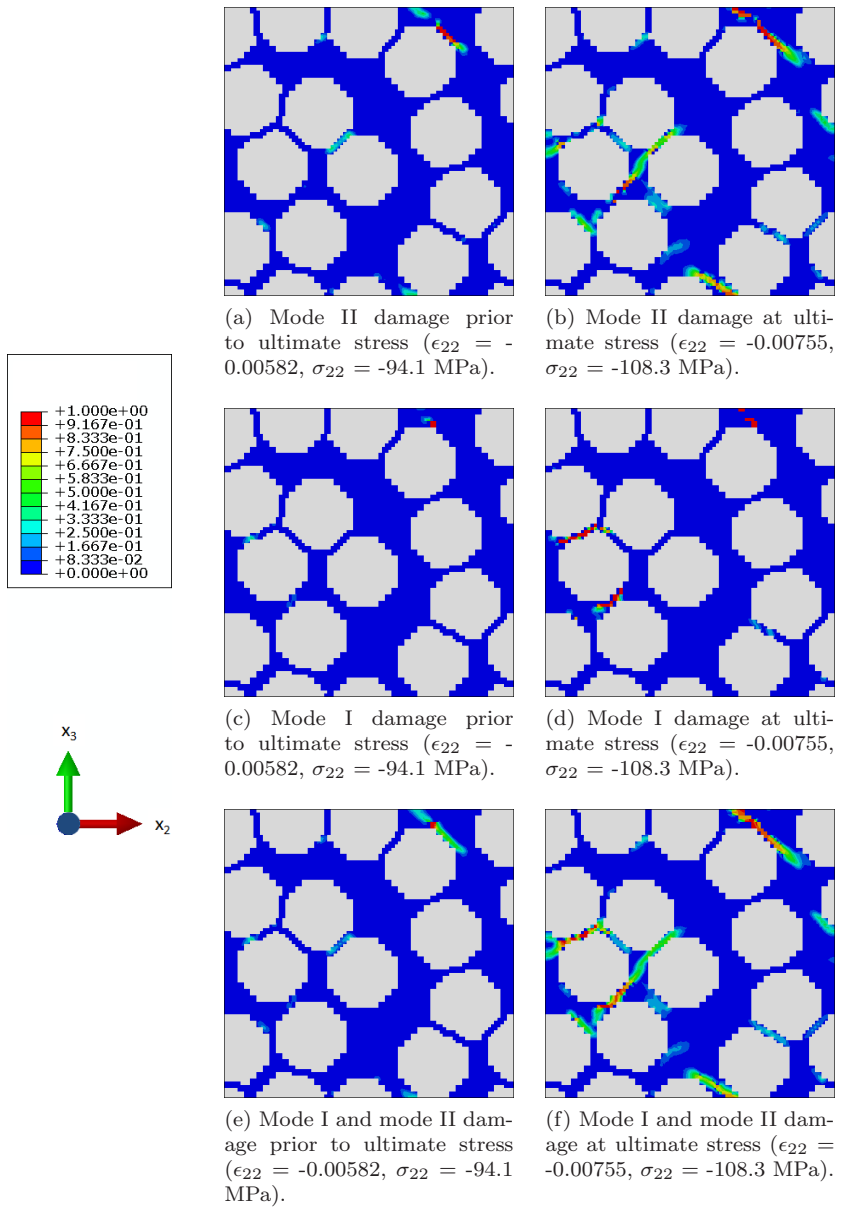 (a) Mode II damage prior
to ultimate stress (ϵ22 = -
0.00582, σ22 = -94.1 MPa).
(b) Mode II damage at ulti-
mate stress (ϵ22 = -0.00755,
σ22 = -108.3 MPa).
+1.000e+00
+9.167e-01
+8.333e-01
+7.500e-01
+6.667e-01
+5.833e-01
+5.000e-01
+4.167e-01
+3.333e-01
+2.500e-01
+1.667e-01
+8.333e-02
+0.000e+00
(c) Mode I damage prior
to ultimate stress (ϵ22 = -
0.00582, σ22 = -94.1 MPa).
(d) Mode I damage at ulti-
mate stress (ϵ22 = -0.00755,
σ22 = -108.3 MPa).
x3
x2
(e) Mode I and mode II dam-
age prior to ultimate stress
(ϵ22 = -0.00582, σ22 = -94.1
MPa).
(f) Mode I and mode II dam-
age at ultimate stress (ϵ22 =
-0.00755, σ22 = -108.3 MPa).